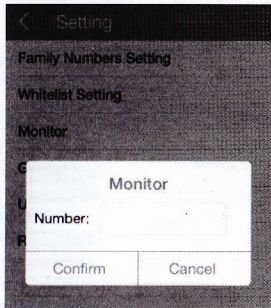 Setting
Family Numbers Setting
Whitelist Setting
Monitor
G
U
R
Monitor
Number:
Confirm
Cancel